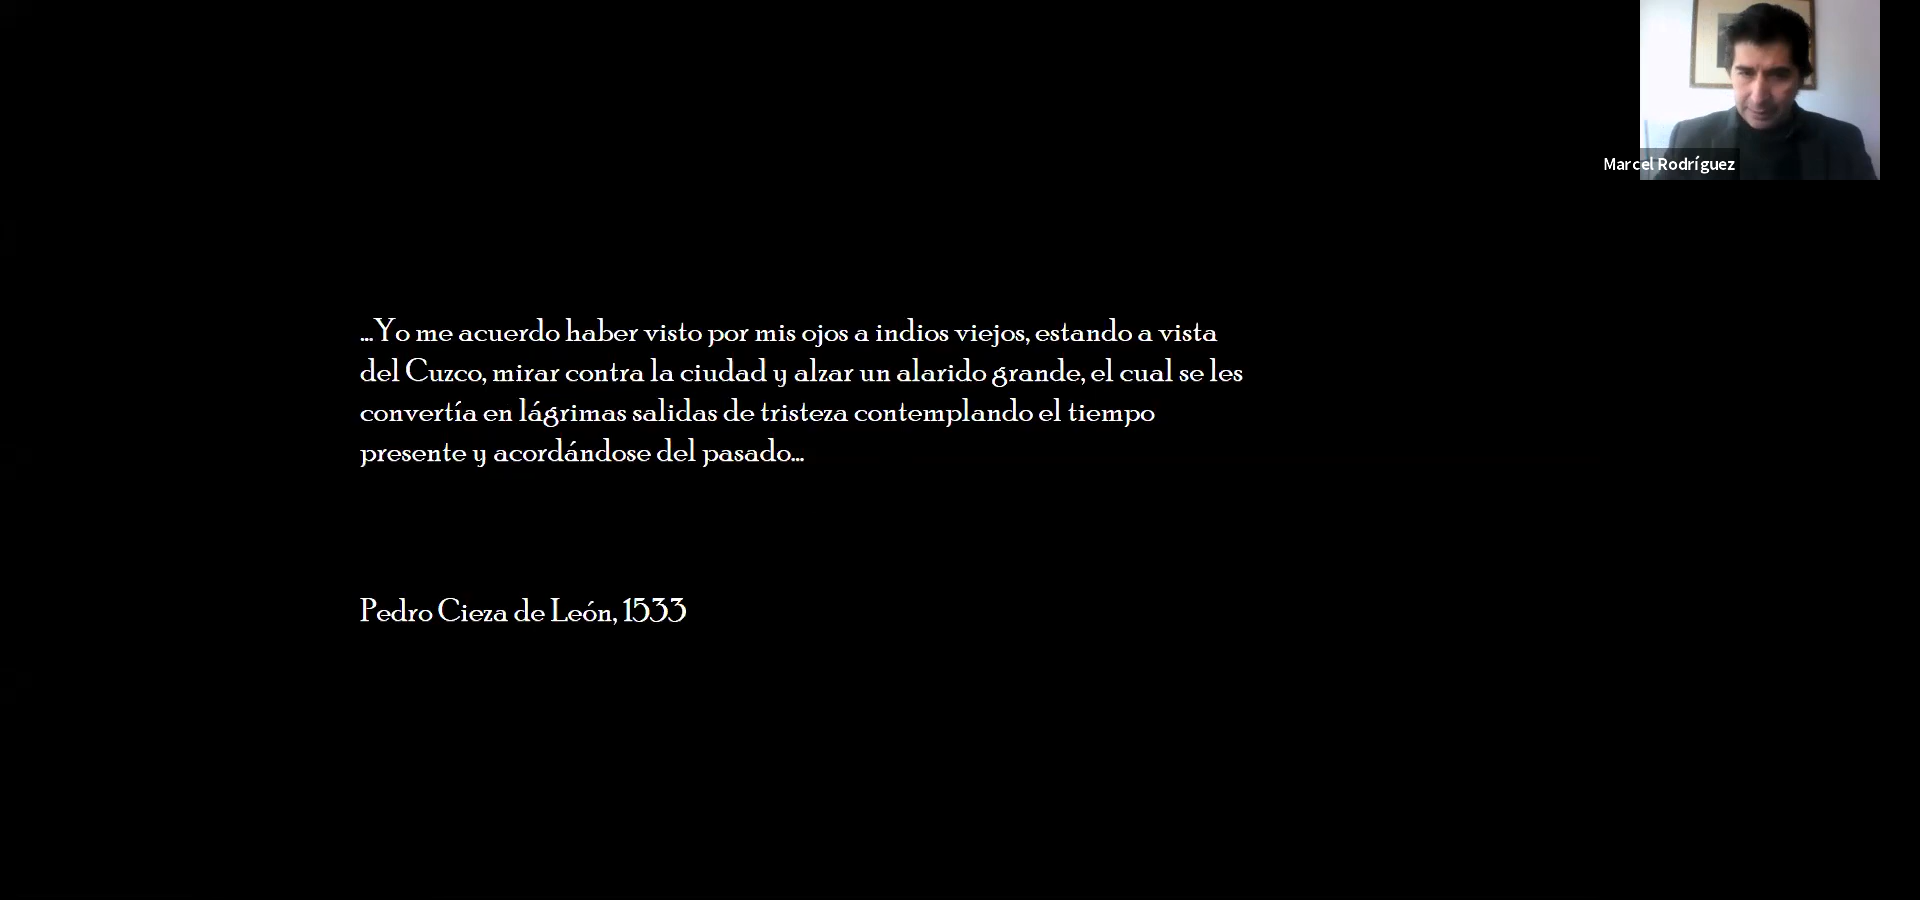 Marcel Rodríguez
...Yo me acuerdo haber visto por mis ojos a indios viejos, estando a vista
del Cuzco, mirar contra la ciudad y alzar un alarido grande, el cual se les
convertía en lágrimas salidas de tristeza contemplando el tiempo
presente y acordándose del pasado...
Pedro Cieza de León, 1533